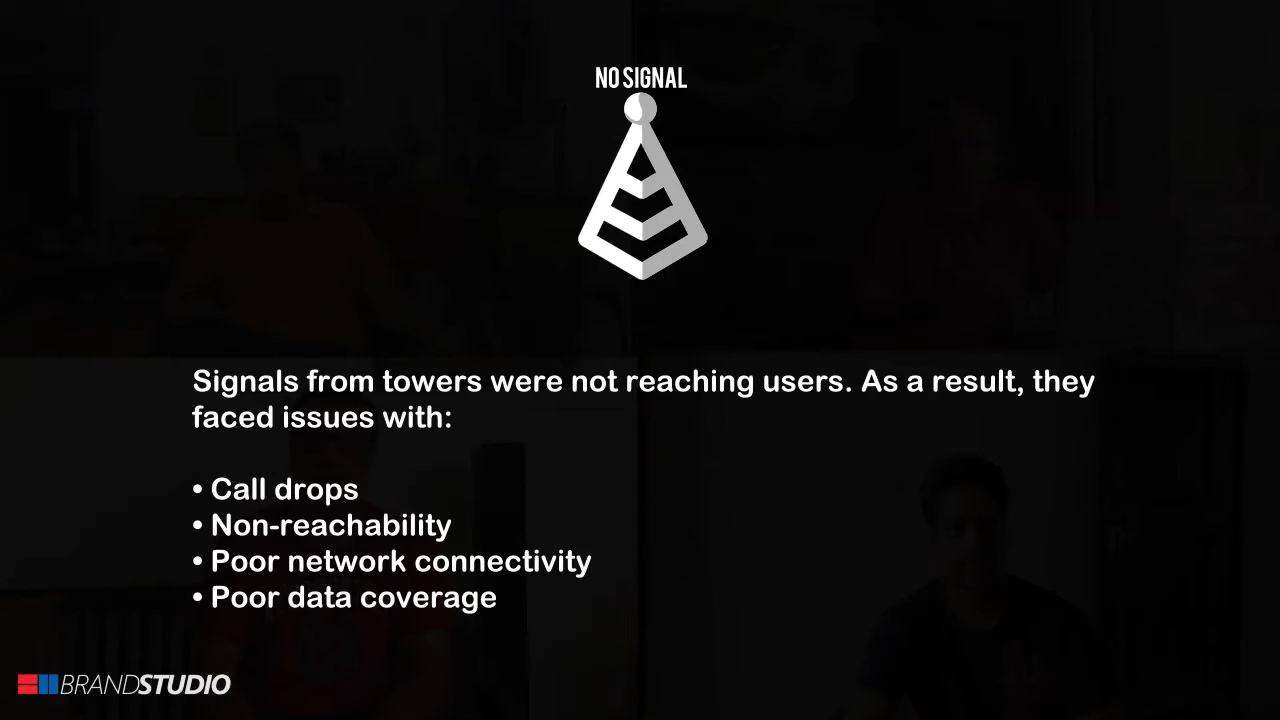 NO SIGNAL
Signals from towers were not reaching users. As a result, they
faced issues with:
• Call drops
• Non-reachability
• Poor network connectivity
• Poor data coverage
BRANDSTUDIO